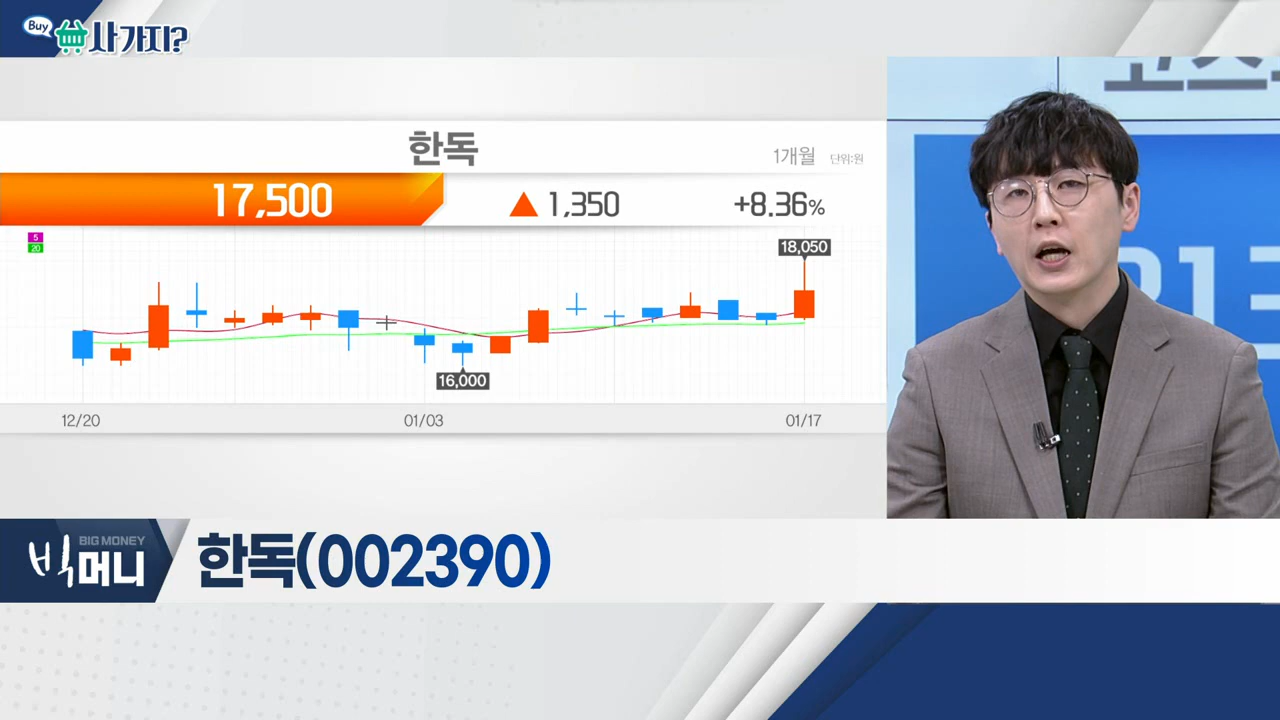 Buy
사 가지?
한독
1개월 단위:원
17,500 ▲ 1,350 +8.36%
5
20
18,050
16,000
12/20 01/03 01/17
빅머니 BIG MONEY
한독(002390)